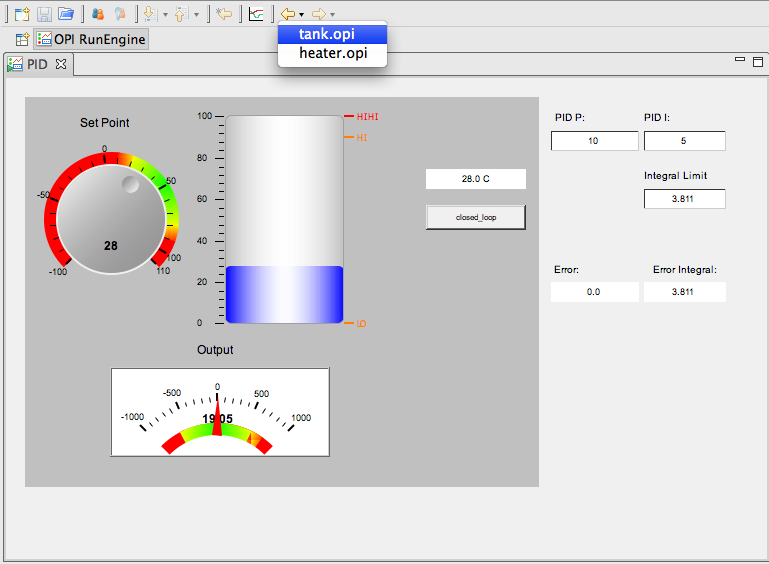 tank.opi
OPI RunEngine
heater.opi
PID
Set Point
0
-50
50
28
-100
100
110
100
80
60
40
20
0
HIHI
HI
LO
28.0 C
closed_loop
PID P:
PID I:
10
5
Integral Limit
3.811
Error:
Error Integral:
0.0
3.811
Output
0
-500
500
-1000
1000
19.05